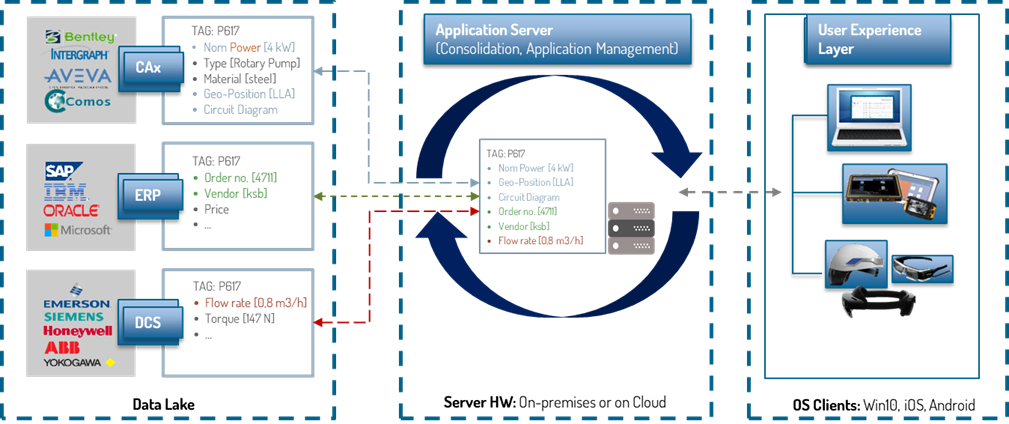 Bentley
INTERGRAPH
AVEVA
Comos
CAx
TAG: P617
• Nom Power [4 kW]
• Type [Rotary Pump]
• Material [steel]
• Geo-Position [LLA]
• Circuit Diagram
SAP
IBM
ORACLE
Microsoft
ERP
TAG: P617
• Order no. [4711]
• Vendor [ksb]
• Price
• ...
EMERSON
SIEMENS
Honeywell
ABB
YOKOGAWA
DCS
TAG: P617
• Flow rate [0,8 m3/h]
• Torque [147 N]
• ...
Data Lake
Application Server
(Consolidation, Application Management)
TAG: P617
• Nom Power [4 kW]
• Geo-Position [LLA]
• Circuit Diagram
• Order no. [4711]
• Vendor [ksb]
• Flow rate [0,8 m3/h]
Server HW: On-premises or on Cloud
User Experience
Layer
OS Clients: Win10, iOS, Android